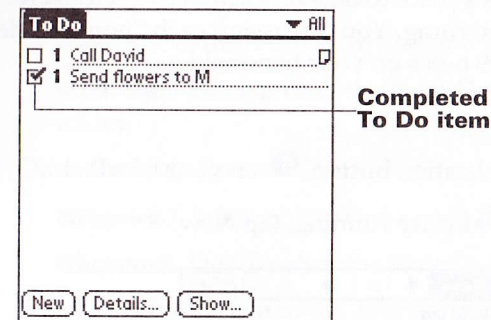 To Do All
1 Call David
1 Send flowers to M
Completed
To Do item
New Details... Show...